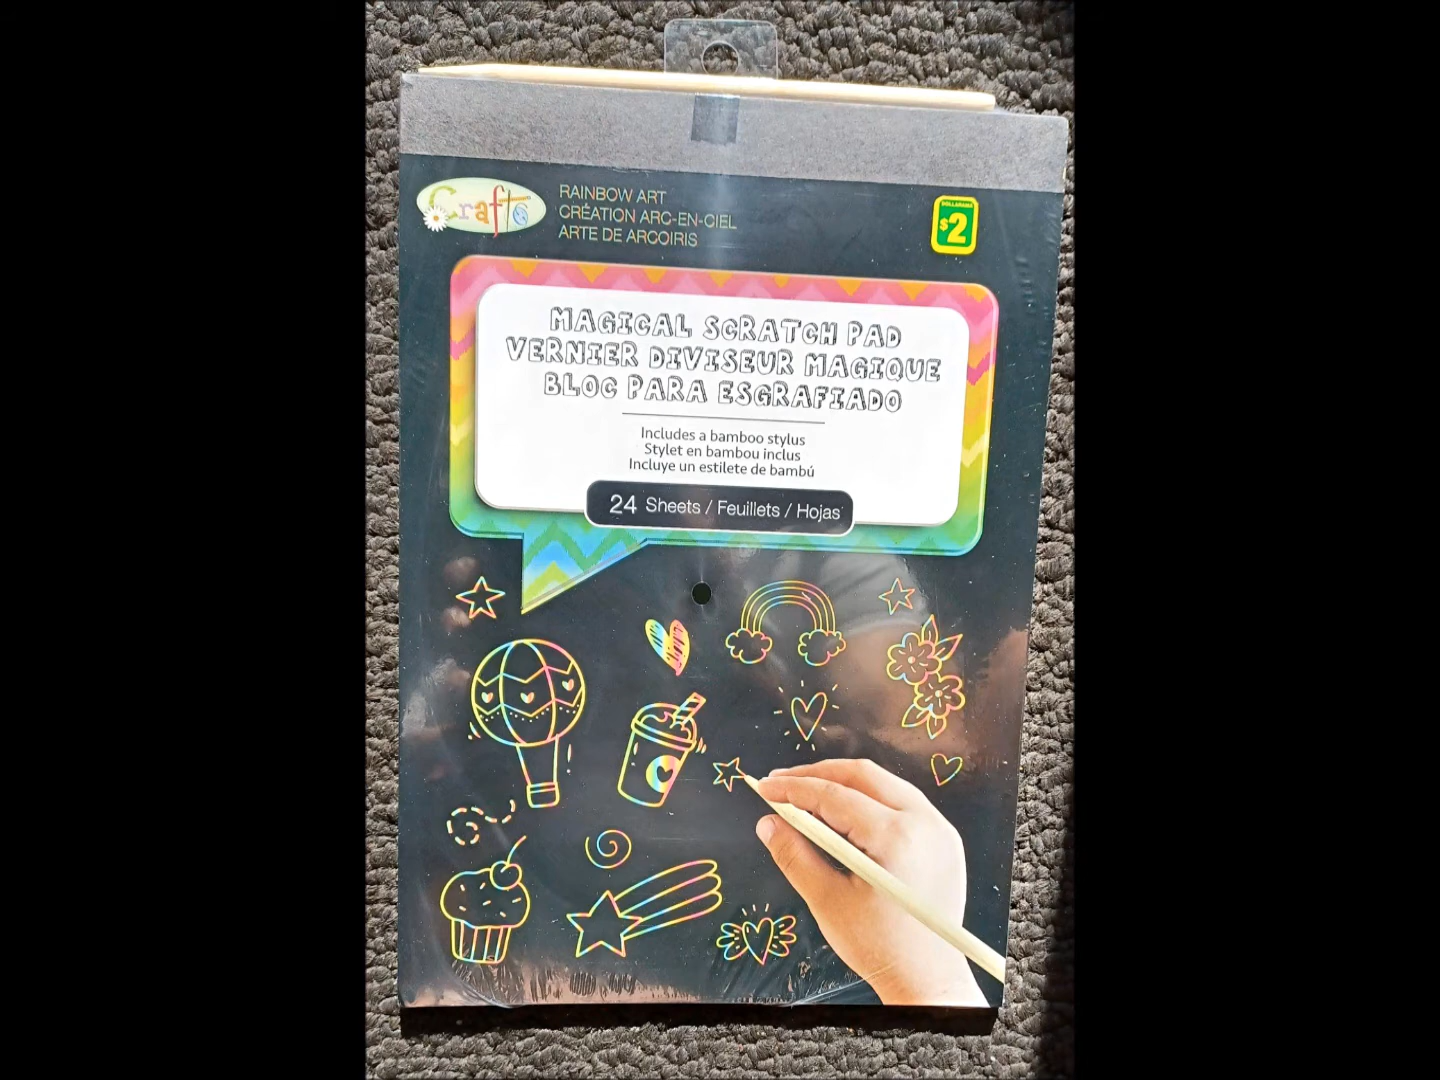 Crafts
RAINBOW ART
CRÉATION ARC-EN-CIEL
ARTE DE ARCOIRIS
DOLLARAMA
$2
MAGICAL SCRATCH PAD
VERNIER DIVISEUR MAGIQUE
BLOC PARA ESGRAFIADO
Includes a bamboo stylus
Stylet en bambou inclus
Incluye un estilete de bambú
24 Sheets / Feuillets / Hojas